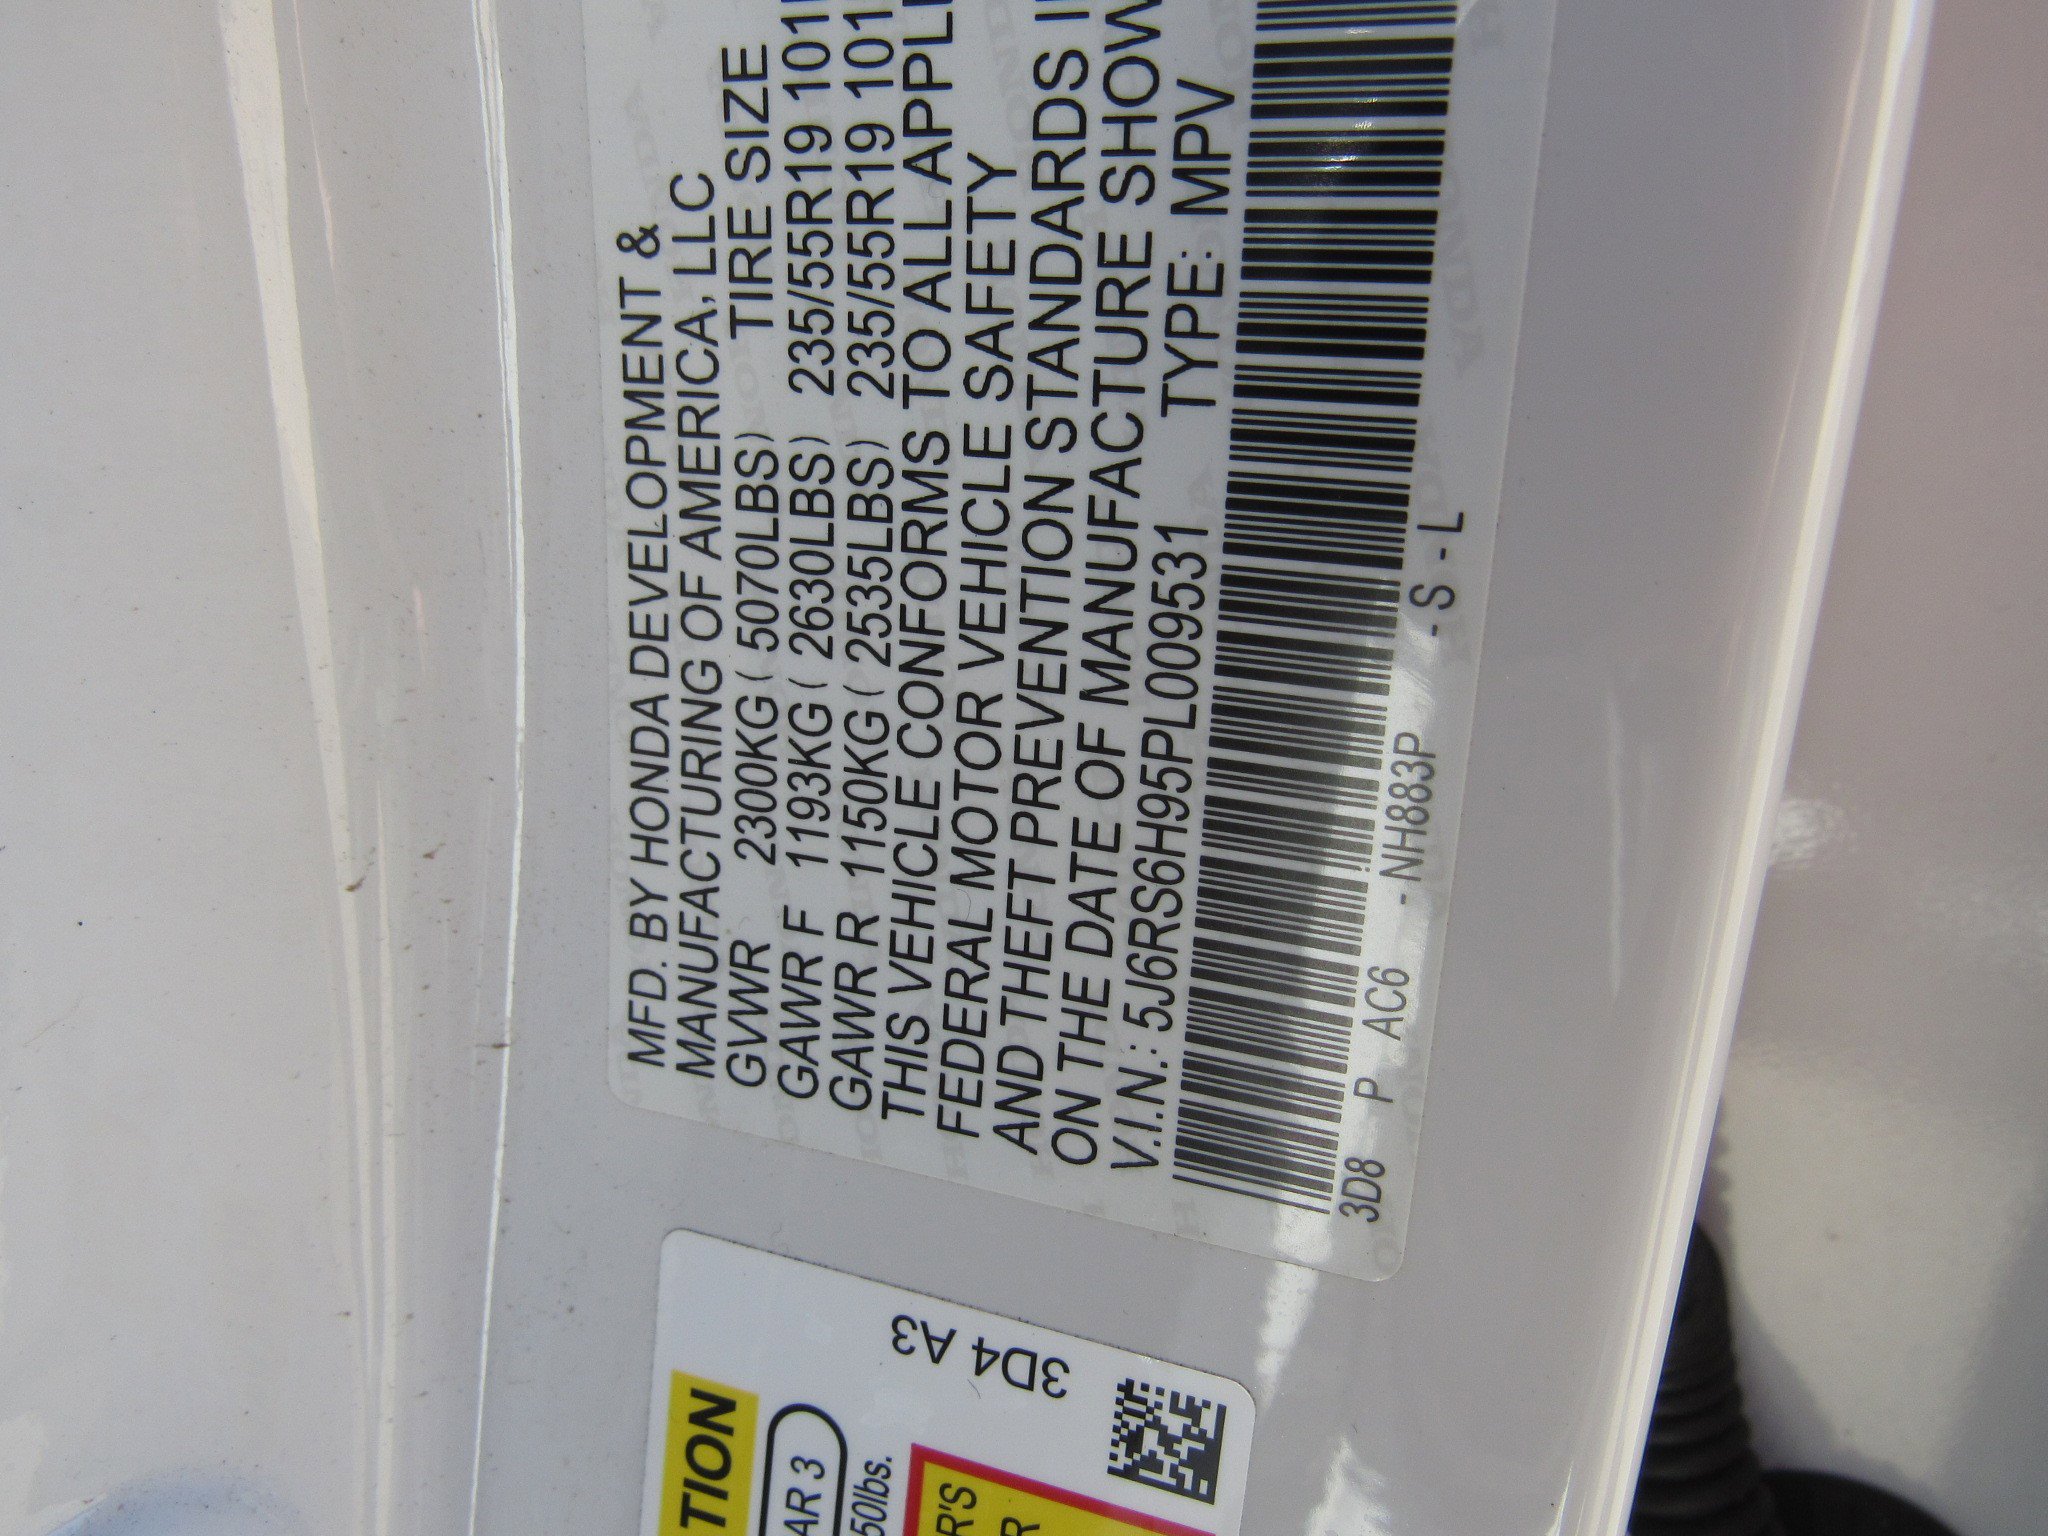 MFD. BY HONDA DEVELOPMENT &
MANUFACTURING OF AMERICA, LLC
GVWR 2300KG ( 5070LBS) TIRE SIZE
GAWR F 1193KG ( 2630LBS) 235/55R19 101
GAWR R 1150KG ( 2535LBS) 235/55R19 101
THIS VEHICLE CONFORMS TO ALL APPLI
FEDERAL MOTOR VEHICLE SAFETY
AND THEFT PREVENTION STANDARDS I
ON THE DATE OF MANUFACTURE SHOW
V.I.N.: 5J6RS6H95PL009531 TYPE: MPV
3D8 P AC6 - NH883P - S - L
3D4 A3
TION
AR 3
50lbs.
R'S
R